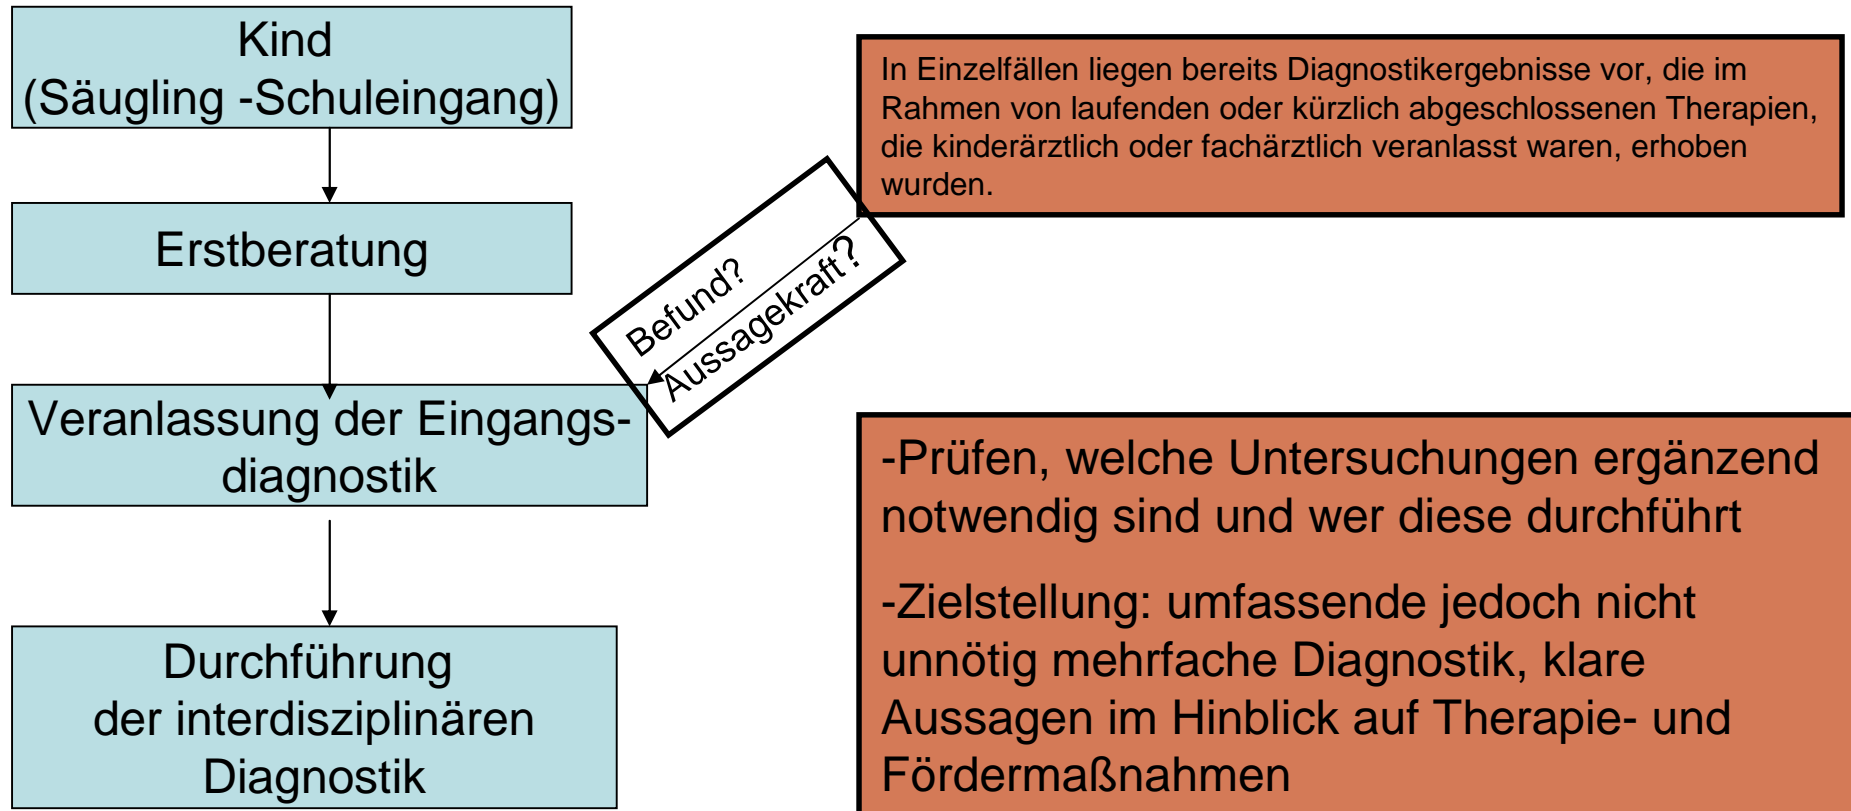 Kind
(Säugling -Schuleingang)
In Einzelfällen liegen bereits Diagnostikergebnisse vor, die im
Rahmen von laufenden oder kürzlich abgeschlossenen Therapien,
die kinderärztlich oder fachärztlich veranlasst waren, erhoben
wurden.
Erstberatung
Befund?
Aussagekraft?
Veranlassung der Eingangs-
diagnostik
-Prüfen, welche Untersuchungen ergänzend
notwendig sind und wer diese durchführt
-Zielstellung: umfassende jedoch nicht
unnötig mehrfache Diagnostik, klare
Aussagen im Hinblick auf Therapie- und
Fördermaßnahmen
Durchführung
der interdisziplinären
Diagnostik